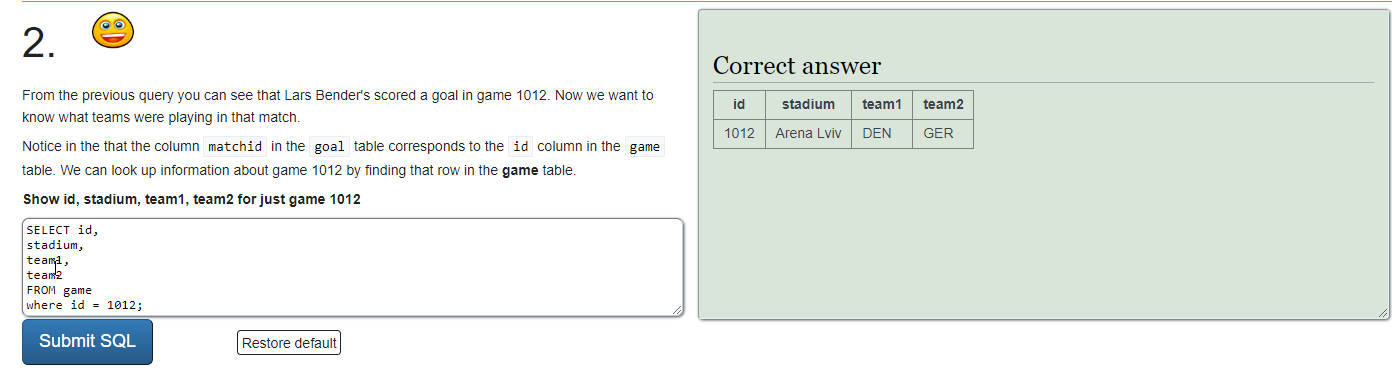 2.
From the previous query you can see that Lars Bender's scored a goal in game 1012. Now we want to
know what teams were playing in that match.
Notice in the that the column matchid in the goal table corresponds to the id column in the game
table. We can look up information about game 1012 by finding that row in the game table.
Show id, stadium, team1, team2 for just game 1012
SELECT id,
stadium,
team1,
team2
FROM game
where id = 1012;
Submit SQL Restore default
Correct answer
id stadium team1 team2
1012 Arena Lviv DEN GER